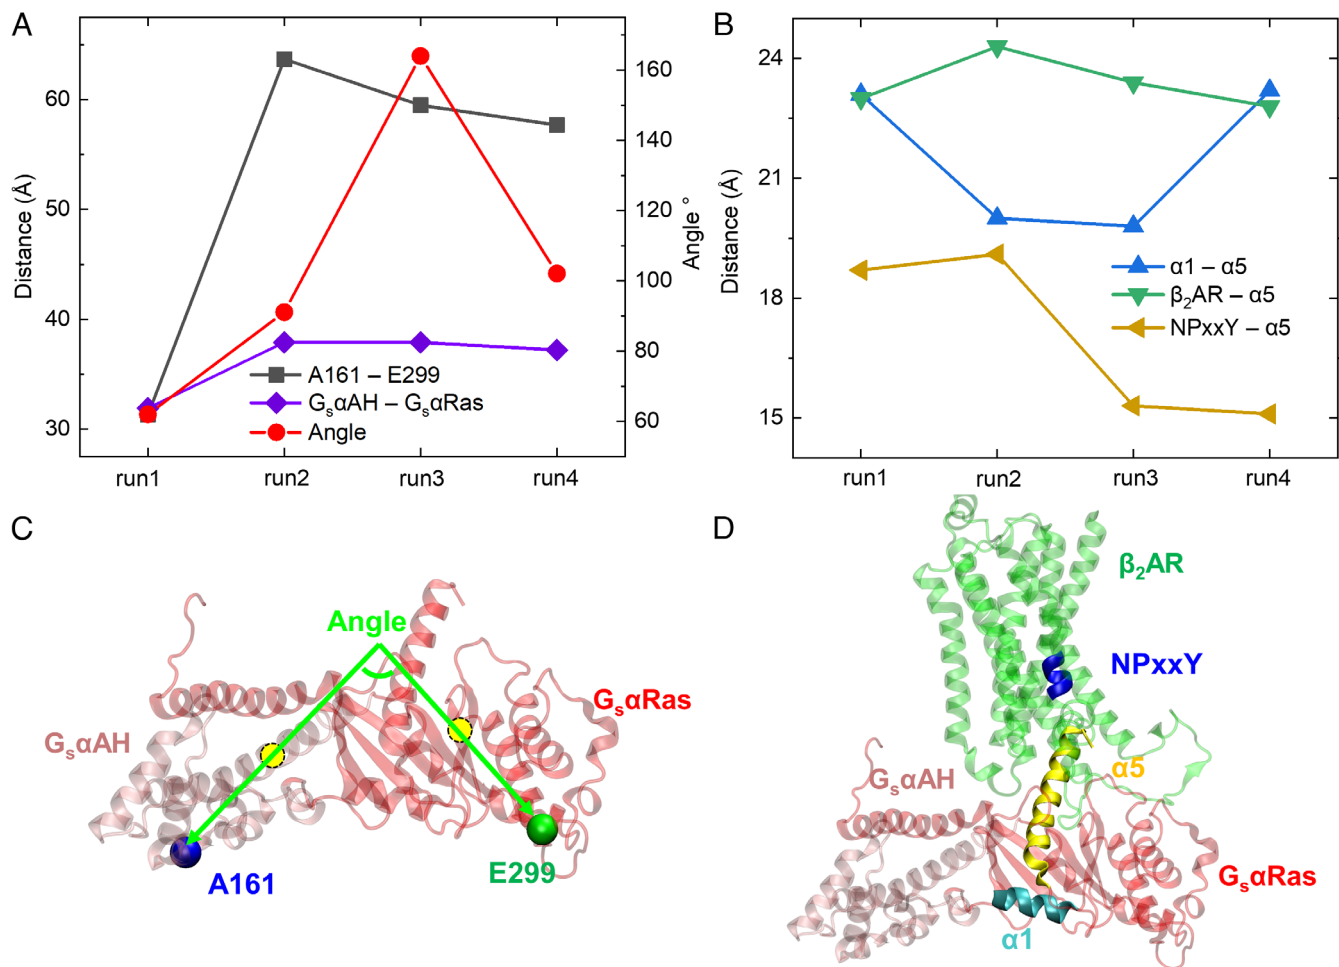 A
Distance (Å)
60
50
40
30
160
140
120
100
80
60
Angle °
A161 – E299
GₛαAH – GₛαRas
Angle
run1 run2 run3 run4
B
Distance (Å)
24
21
18
15
α1 – α5
β₂AR – α5
NPxxY – α5
run1 run2 run3 run4
C
Angle
GₛαRas
GₛαAH
A161
E299
D
β₂AR
NPxxY
α5
GₛαAH
GₛαRas
α1